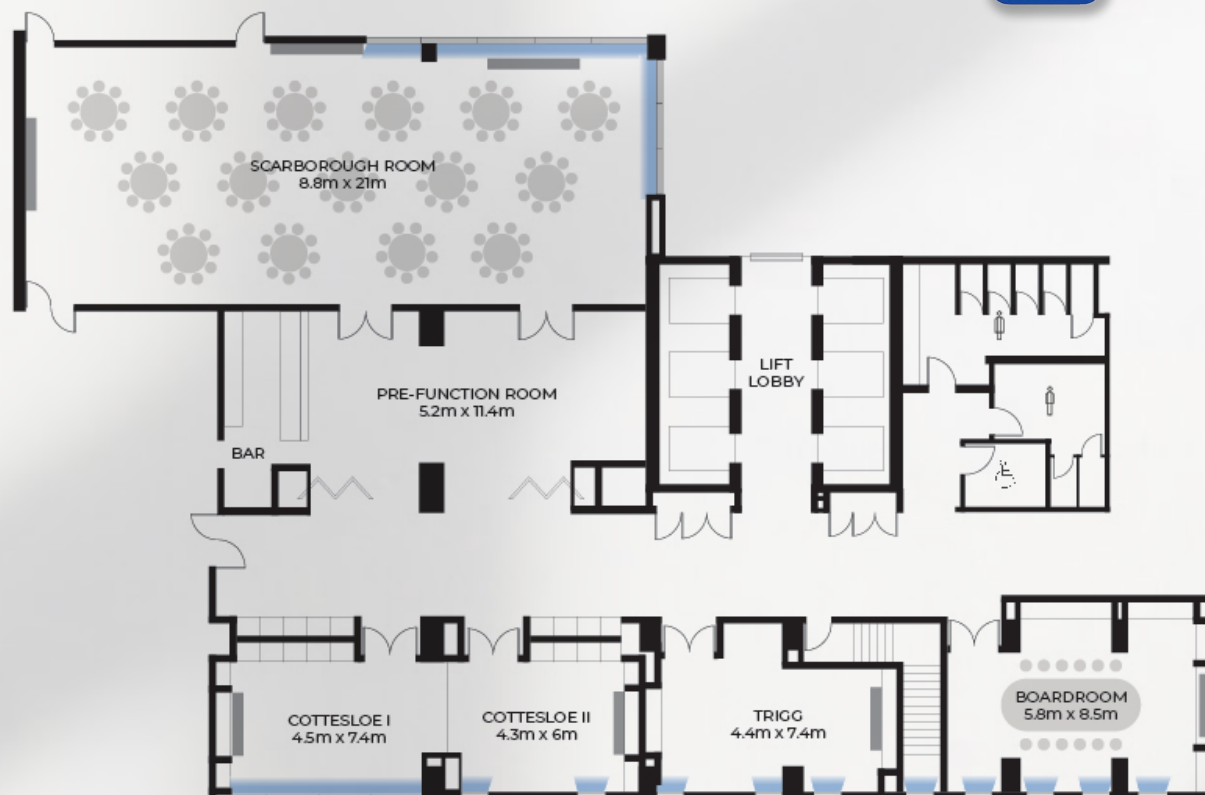 SCARBOROUGH ROOM
8.8m x 21m
LIFT
LOBBY
PRE-FUNCTION ROOM
5.2m x 11.4m
BAR
COTTESLOE I
4.5m x 7.4m
COTTESLOE II
4.3m x 6m
TRIGG
4.4m x 7.4m
BOARDROOM
5.8m x 8.5m